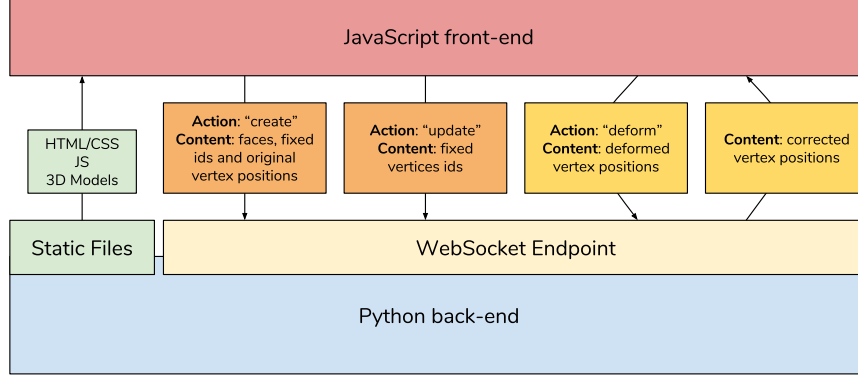 JavaScript front-end
HTML/CSS
JS
3D Models
Action: “create”
Content: faces, fixed
ids and original
vertex positions
Action: “update”
Content: fixed
vertices ids
Action: “deform”
Content: deformed
vertex positions
Content: corrected
vertex positions
Static Files
WebSocket Endpoint
Python back-end